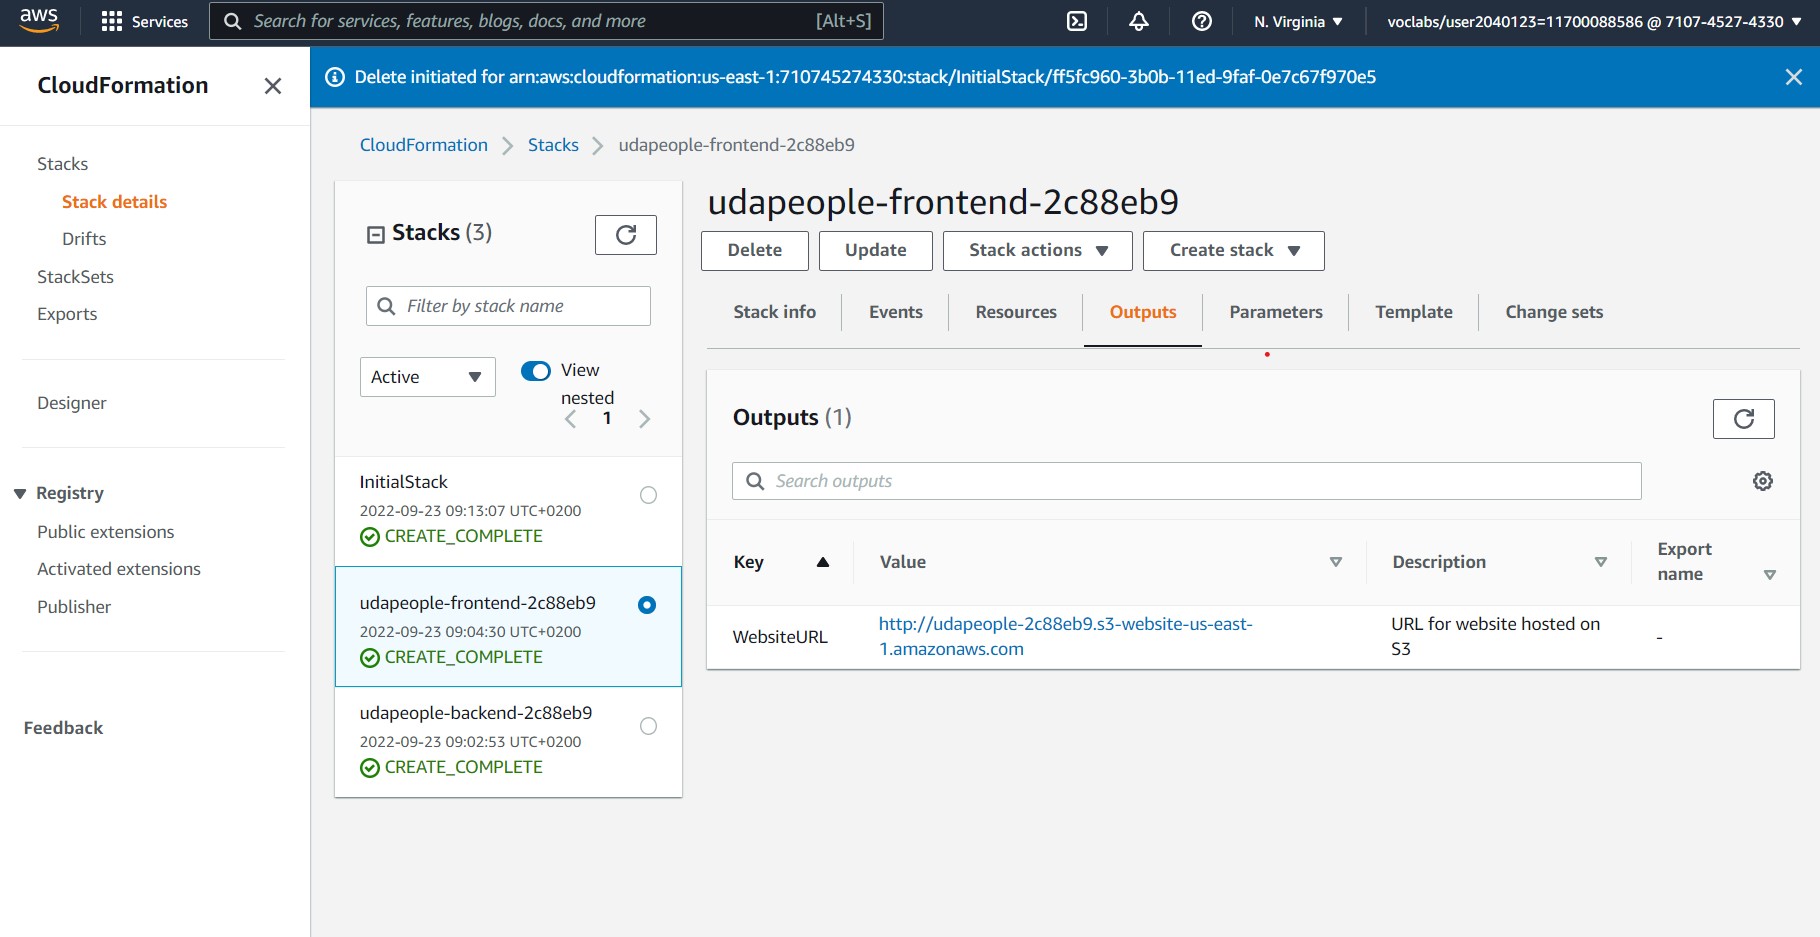 aws
Services
Search for services, features, blogs, docs, and more
[Alt+S]
N. Virginia
voclabs/user2040123=11700088586 @ 7107-4527-4330
CloudFormation
Stacks
Stack details
Drifts
StackSets
Exports
Designer
Registry
Public extensions
Activated extensions
Publisher
Feedback
Delete initiated for arn:aws:cloudformation:us-east-1:710745274330:stack/InitialStack/ff5fc960-3b0b-11ed-9faf-0e7c67f970e5
CloudFormation
Stacks
udapeople-frontend-2c88eb9
Stacks (3)
Filter by stack name
Active
View
nested
1
InitialStack
2022-09-23 09:13:07 UTC+0200
CREATE_COMPLETE
udapeople-frontend-2c88eb9
2022-09-23 09:04:30 UTC+0200
CREATE_COMPLETE
udapeople-backend-2c88eb9
2022-09-23 09:02:53 UTC+0200
CREATE_COMPLETE
udapeople-frontend-2c88eb9
Delete
Update
Stack actions
Create stack
Stack info
Events
Resources
Outputs
Parameters
Template
Change sets
Outputs (1)
Search outputs
Key
Value
Description
Export
name
WebsiteURL
http://udapeople-2c88eb9.s3-website-us-east-
1.amazonaws.com
URL for website hosted on
S3
-